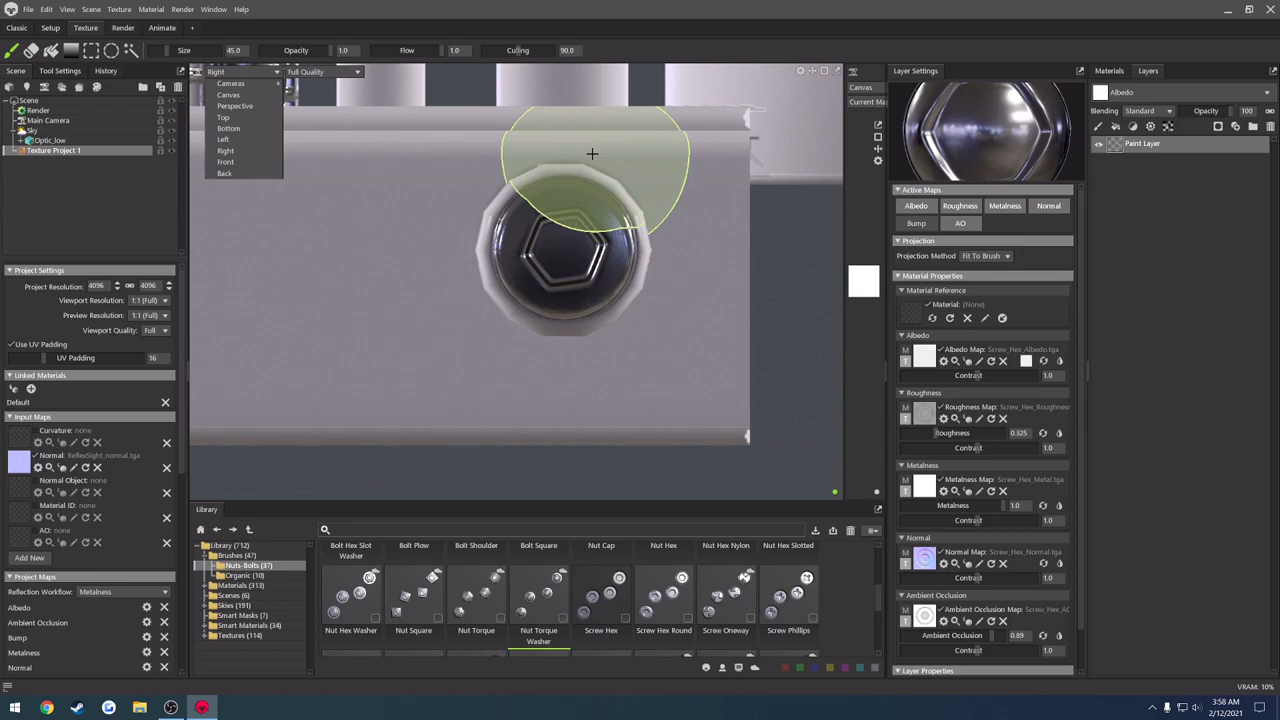 File Edit View Scene Texture Material Render Window Help
Classic Setup Texture Render Animate +
Size 45.0 Opacity 1.0 Flow 1.0 Culling 90.0
Scene Tool Settings History
Scene
Render
Main Camera
Sky
Optic_low
Texture Project 1
Project Settings
Project Resolution: 4096 4096
Viewport Resolution: 1:1 (Full)
Preview Resolution: 1:1 (Full)
Viewport Quality: Full
Use UV Padding
UV Padding 16
Linked Materials
Default
Input Maps
Curvature: none
Normal: ReflexSight_normal.tga
Normal Object: none
Material ID: none
AO: none
Add New
Project Maps
Reflection Workflow: Metalness
Albedo
Ambient Occlusion
Bump
Metalness
Normal
Right Full Quality
Cameras
Canvas
Perspective
Top
Bottom
Left
Right
Front
Back
Canvas
Current Ma
Library
Library (712)
Brushes (47)
Nuts-Bolts (37)
Organic (10)
Materials (313)
Scenes (6)
Skies (191)
Smart Masks (7)
Smart Materials (34)
Textures (114)
Bolt Hex Slot Washer Bolt Plow Bolt Shoulder Bolt Square Nut Cap Nut Hex Nut Hex Nylon Nut Hex Slotted
Nut Hex Washer Nut Square Nut Torque Nut Torque Washer Screw Hex Screw Hex Round Screw Oneway Screw Phillips
Layer Settings
Active Maps
Albedo Roughness Metalness Normal
Bump AO
Projection
Projection Method Fit To Brush
Material Properties
Material Reference
Material: (None)
Albedo
M Albedo Map: Screw_Hex_Albedo.tga
T
Contrast 1.0
Roughness
M Roughness Map: Screw_Hex_Roughnes
T
Roughness 0.325
Contrast 1.0
Metalness
M Metalness Map: Screw_Hex_Metal.tga
T
Metalness 1.0
Contrast 1.0
Normal
M Normal Map: Screw_Hex_Normal.tga
T
Contrast 1.0
Ambient Occlusion
M Ambient Occlusion Map: Screw_Hex_AO
T
Ambient Occlusion 0.89
Contrast 1.0
Layer Properties
Materials Layers
Albedo
Blending Standard Opacity 100
Paint Layer
VRAM: 10%
3:58 AM
2/12/2021